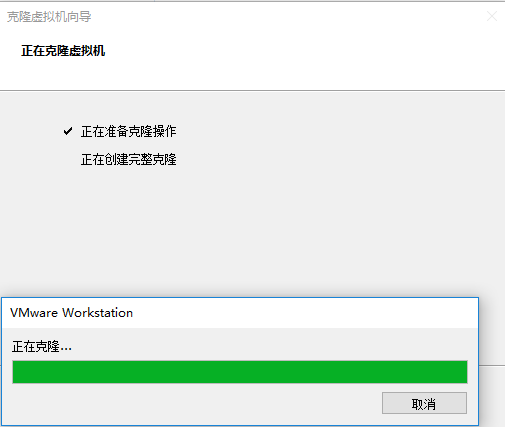 克隆虚拟机向导
正在克隆虚拟机
正在准备克隆操作
正在创建完整克隆
VMware Workstation
正在克隆...
取消